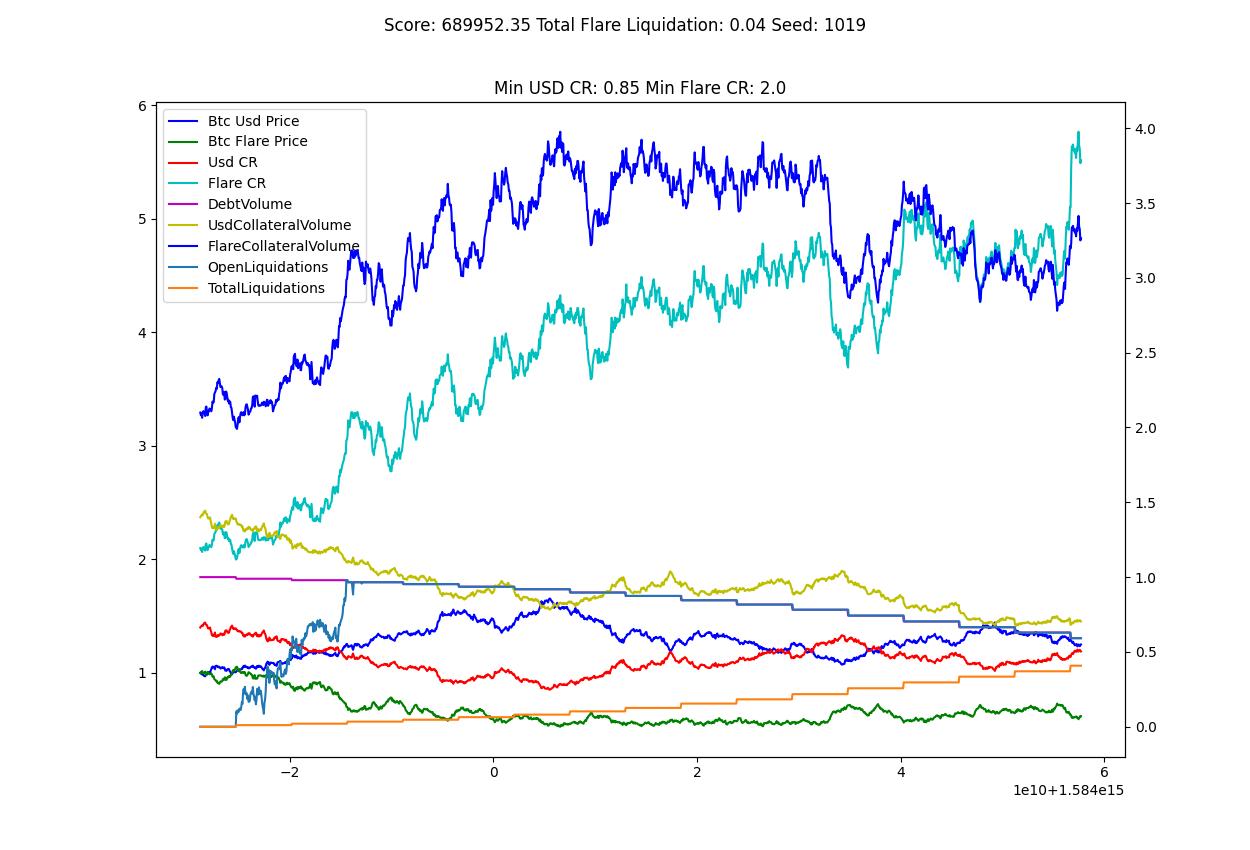 Score: 689952.35 Total Flare Liquidation: 0.04 Seed: 1019
Min USD CR: 0.85 Min Flare CR: 2.0
Btc Usd Price
Btc Flare Price
Usd CR
Flare CR
DebtVolume
UsdCollateralVolume
FlareCollateralVolume
OpenLiquidations
TotalLiquidations
6
5
4
3
2
1
4.0
3.5
3.0
2.5
2.0
1.5
1.0
0.5
0.0
−2
0
2
4
6
1e10+1.584e15